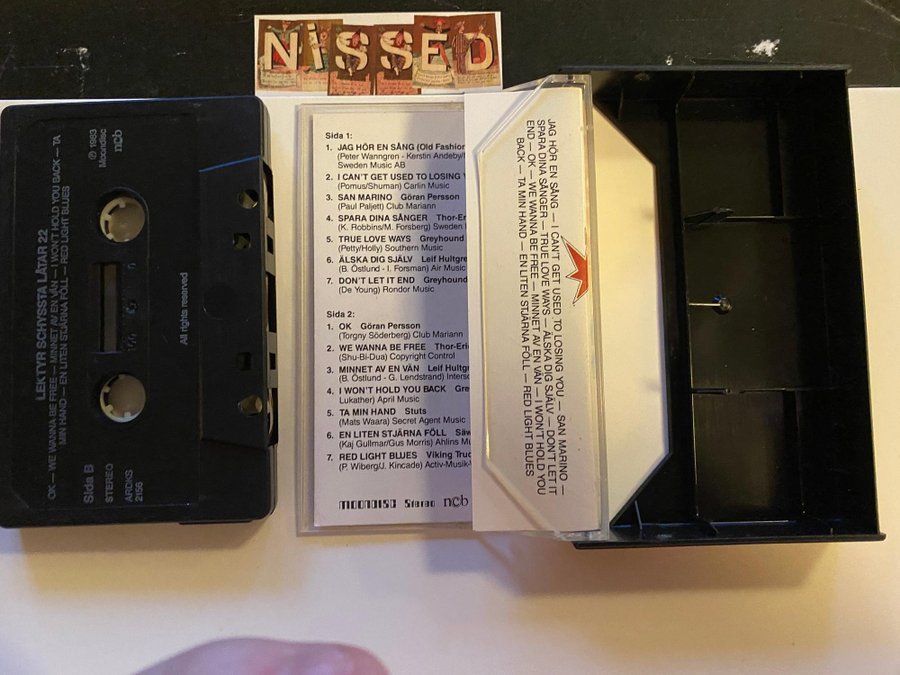 NiSSED
LEKTYR SCHYSSTA LÅTAR 22
OK — WE WANNA BE FREE — MINNET AV EN VÄN — I WON'T HOLD YOU BACK — TA
MIN HAND — EN LITEN STJÄRNA FÖLL — RED LIGHT BLUES
Sida B
STEREO
ARDKS
2156
All rights reserved
℗ 1983
Moondisc
ncb
Sida 1:
1. JAG HÖR EN SÅNG (Old Fashion
(Peter Wanngren - Kerstin Andeby/
Sweden Music AB
2. I CAN'T GET USED TO LOSING Y
(Pomus/Shuman) Carlin Music
3. SAN MARINO Göran Persson
(Paul Paljett) Club Mariann
4. SPARA DINA SÅNGER Thor-Er
(K. Robbins/M. Forsberg) Sweden
5. TRUE LOVE WAYS Greyhound
(Petty/Holly) Southern Music
6. ÄLSKA DIG SJÄLV Leif Hultgre
(B. Östlund - I. Forsman) Air Music
7. DON'T LET IT END Greyhound
(De Young) Rondor Music
Sida 2:
1. OK Göran Persson
(Torgny Söderberg) Club Mariann
2. WE WANNA BE FREE Thor-Eri
(Shu-Bi-Dua) Copyright Control
3. MINNET AV EN VÄN Leif Hultg
(B. Östlund - G. Lendstrand) Interso
4. I WON'T HOLD YOU BACK Gre
Lukather) April Music
5. TA MIN HAND Stuts
(Mats Waara) Secret Agent Music
6. EN LITEN STJÄRNA FÖLL Säw
(Kaj Gullmar/Gus Morris) Ahlins Mu
7. RED LIGHT BLUES Viking Truc
(P. Wiberg/J. Kincade) Activ-Musik-
moondisc Stereo ncb
JAG HÖR EN SÅNG — I CAN'T GET USED TO LOSING YOU — SAN MARINO —
SPARA DINA SÅNGER — TRUE LOVE WAYS — ÄLSKA DIG SJÄLV — DON'T LET IT
END — OK — WE WANNA BE FREE — MINNET AV EN VÄN — I WON'T HOLD YOU
BACK — TA MIN HAND — EN LITEN STJÄRNA FÖLL — RED LIGHT BLUES